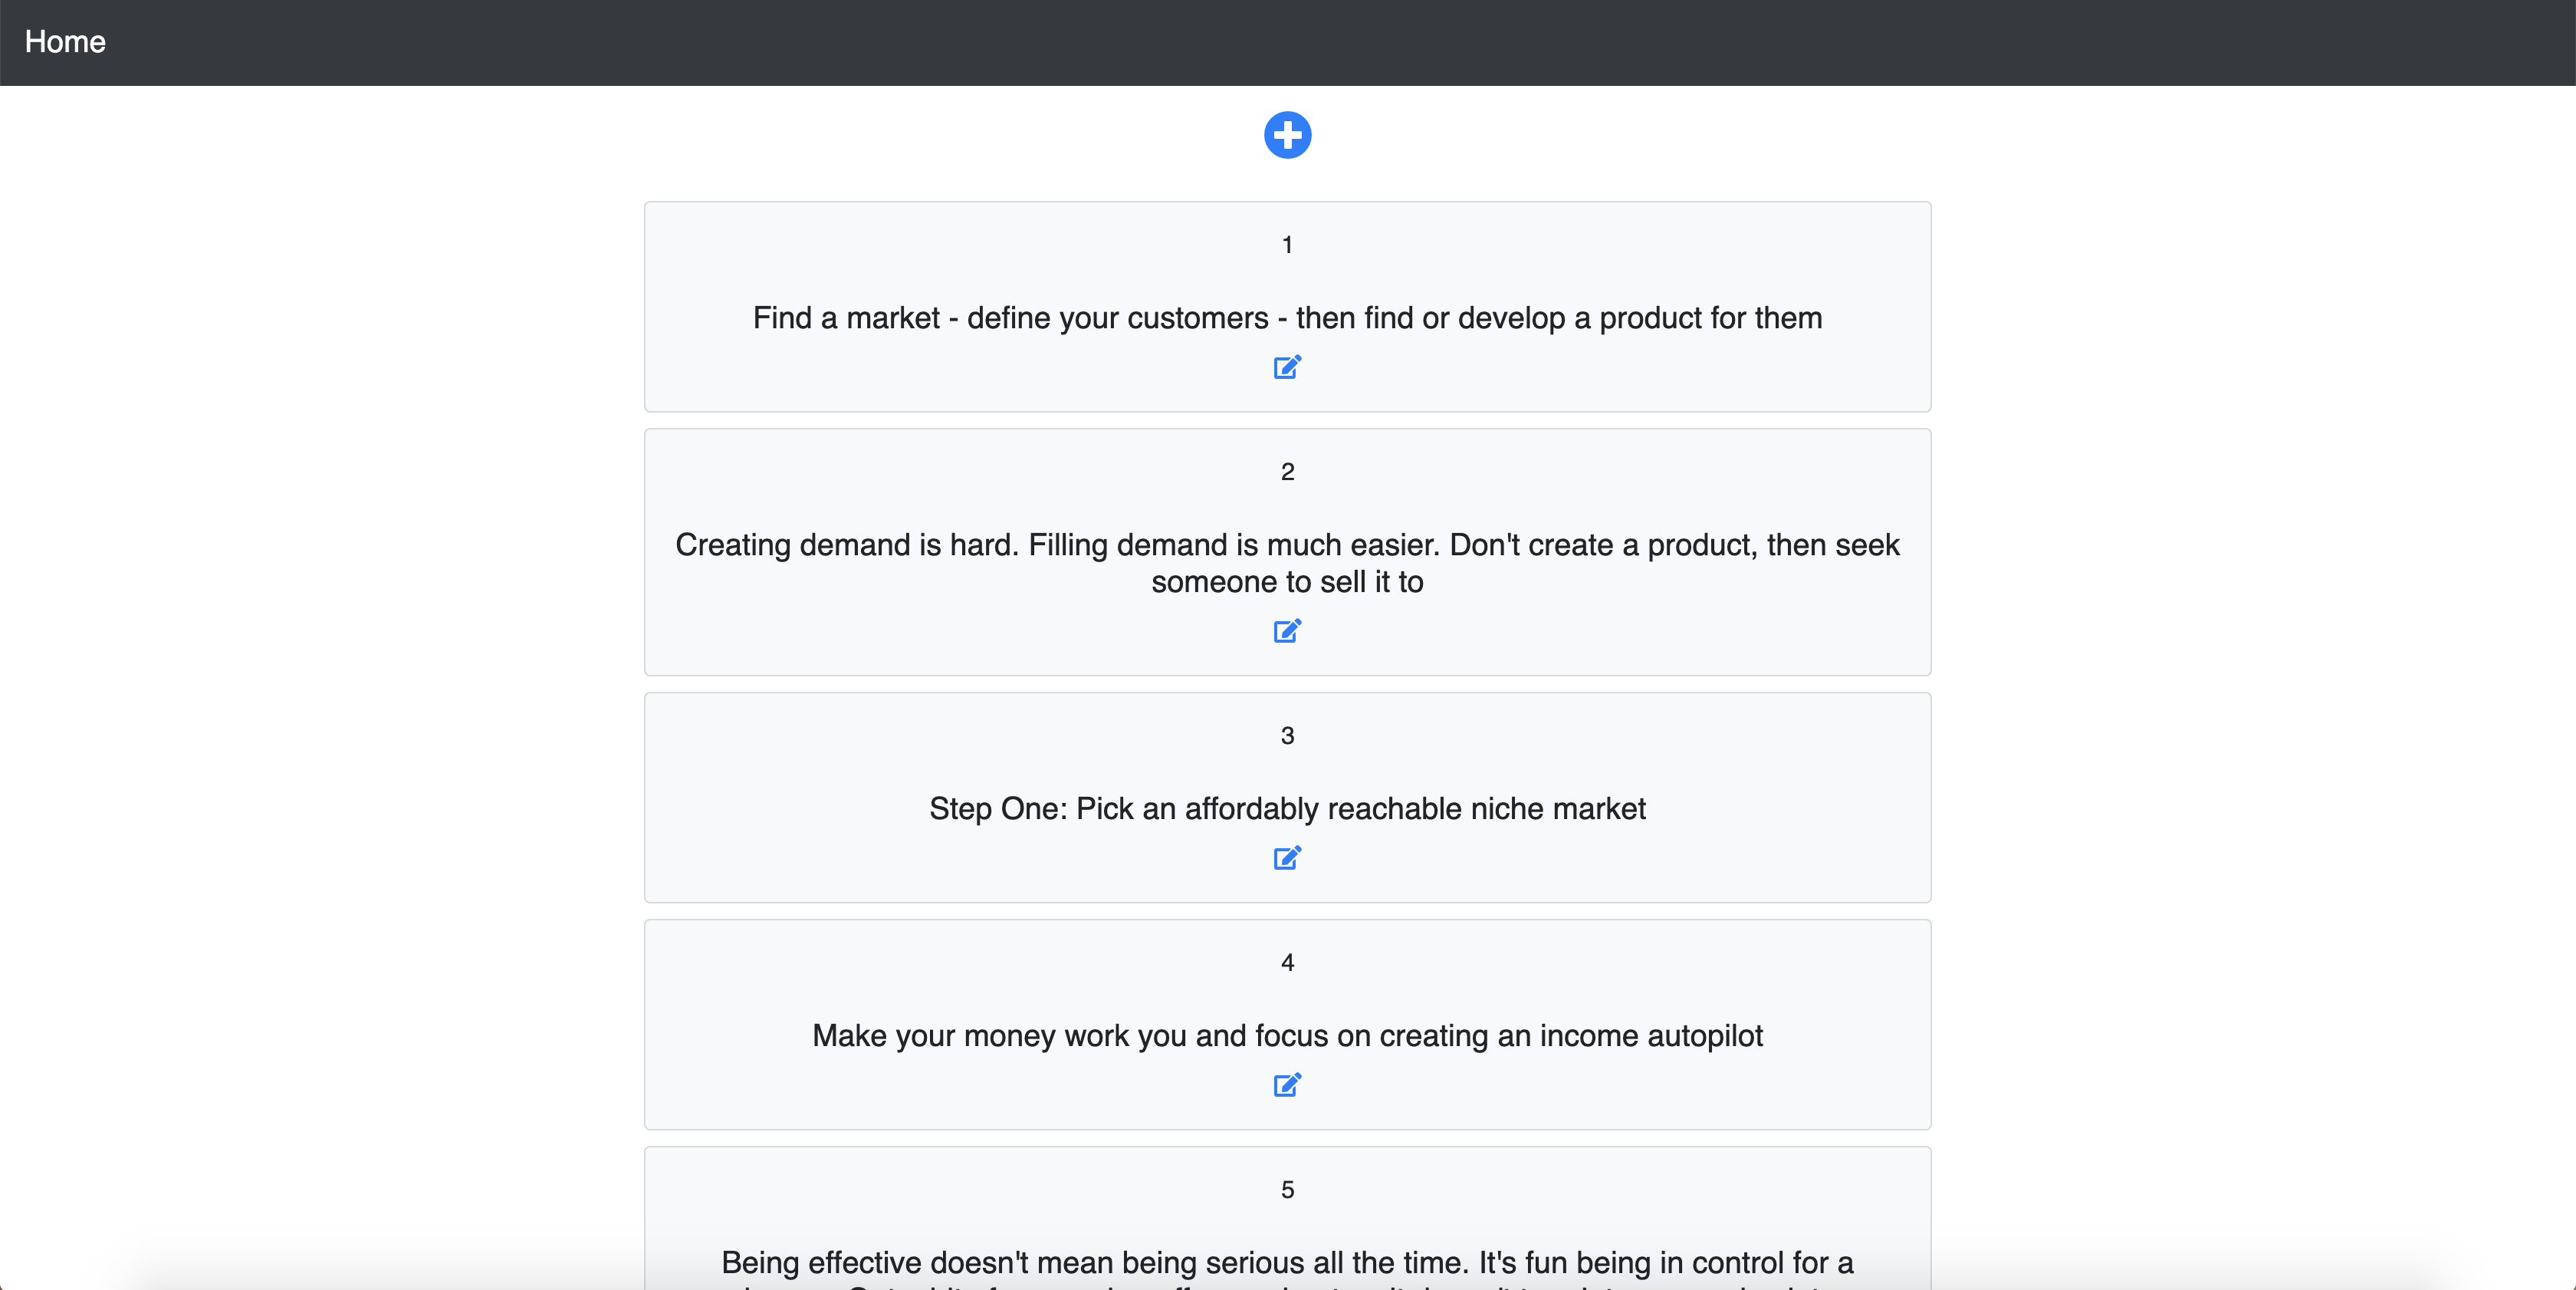 Home
1
Find a market - define your customers - then find or develop a product for them
2
Creating demand is hard. Filling demand is much easier. Don't create a product, then seek
someone to sell it to
3
Step One: Pick an affordably reachable niche market
4
Make your money work you and focus on creating an income autopilot
5
Being effective doesn't mean being serious all the time. It's fun being in control for a